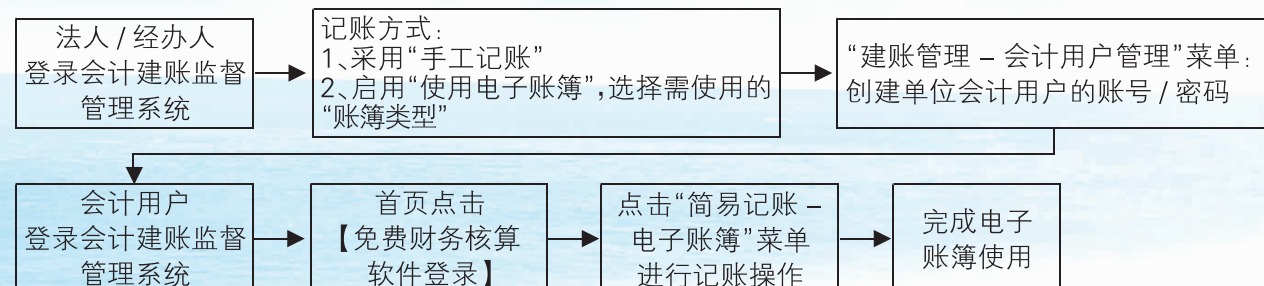 法人 / 经办人
登录会计建账监督
管理系统
记账方式：
1、采用“手工记账”
2、启用“使用电子账簿”，选择需使用的
“账簿类型”
“建账管理 – 会计用户管理”菜单：
创建单位会计用户的账号 / 密码
会计用户
登录会计建账监督
管理系统
首页点击
【免费财务核算
软件登录】
点击“简易记账 –
电子账簿”菜单
进行记账操作
完成电子
账簿使用